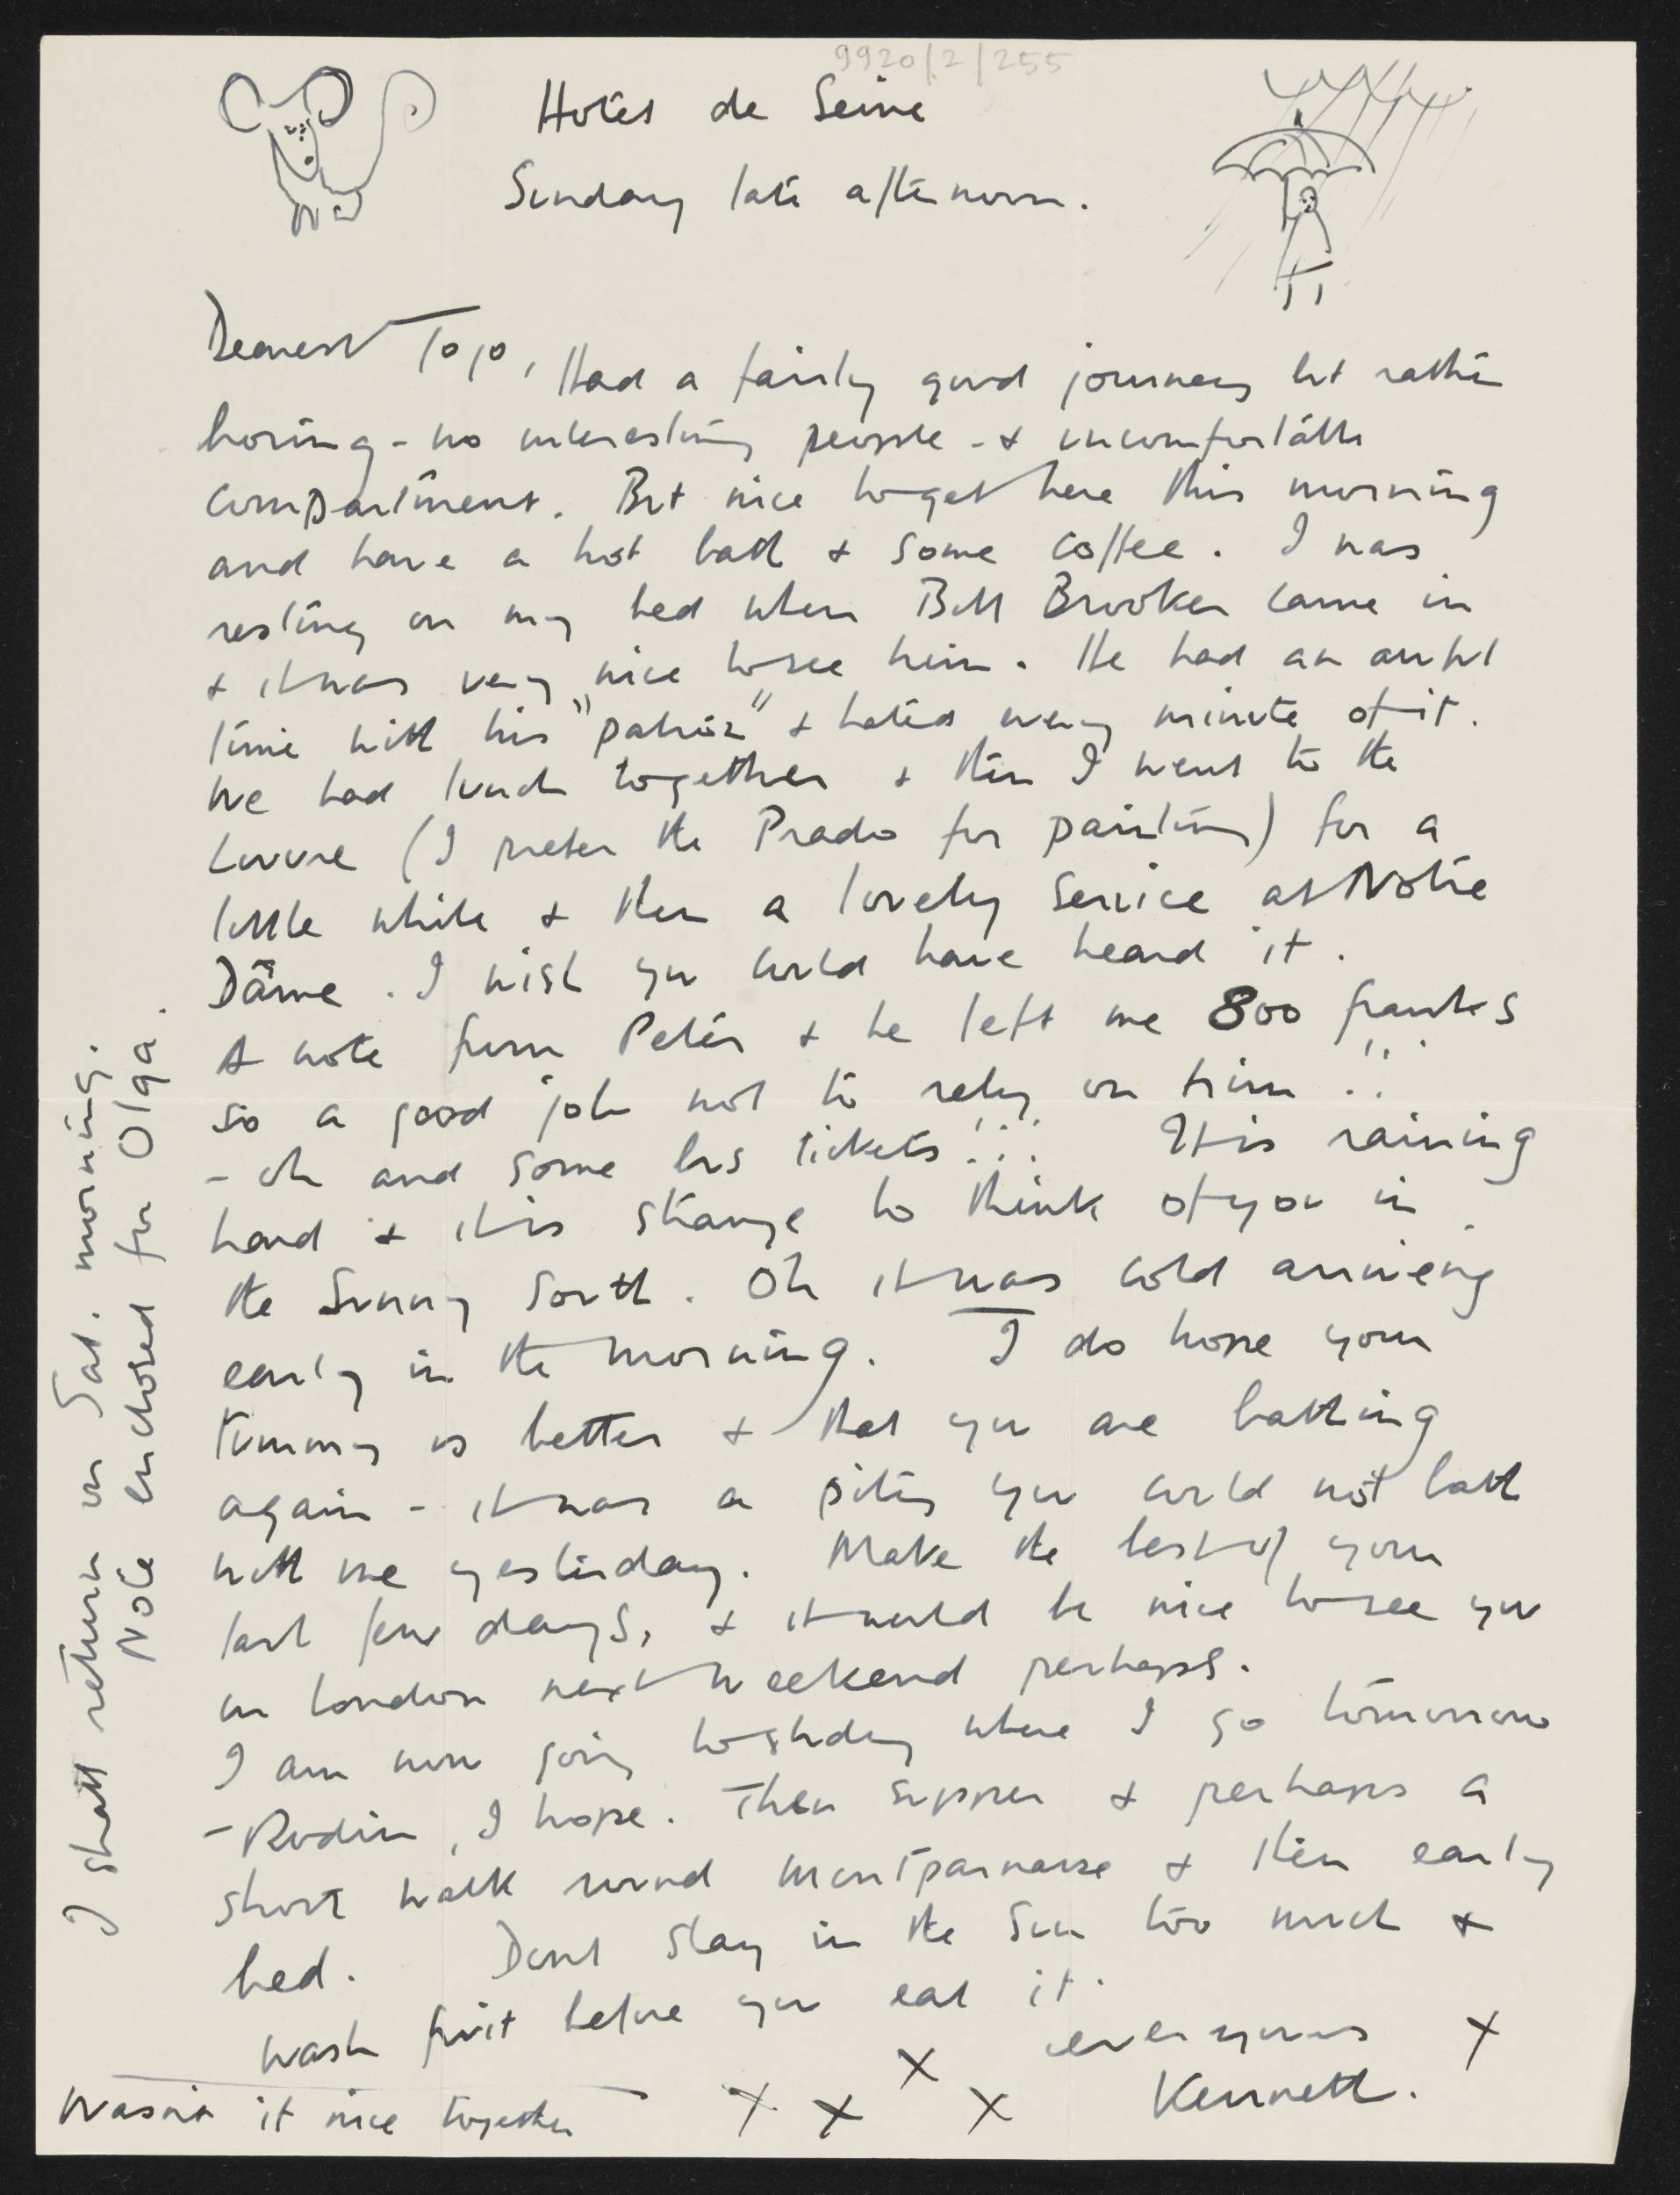 9920/2/255
Hotel de Seine
Sunday late afternoon.
Dearest Jojo, Had a fairly good journey but rather
boring - no interesting people - & uncomfortable
compartment. But nice to get here this morning
and have a hot bath & some coffee. I was
resting on my bed when Bill Brooker came in
& it was very nice to see him. He had an awful
time with his "patron" & hated every minute of it.
We had lunch together & then I went to the
Louvre (I prefer the Prado for painting) for a
little while & then a lovely service at Notre
Dame. I wish you could have heard it.
A note from Peter & he left me 800 franks
so a good job not to rely on him !!
- oh and some bus tickets !!! It is raining
hard & it is strange to think of you in
the Sunny South. Oh it was cold arriveing
early in the morning. I do hope your
tummy is better & that you are bathing
again - it was a pity you could not bath
with me yesterday. Make the best of your
last few days, & it would be nice to see you
in London next weekend perhaps.
I am now going to study where I go tomorrow
- Rodin, I hope. Then supper & perhaps a
short walk round Montparnasse & then early
bed. Dont stay in the Sun too much &
wash fruit before you eat it.
ever yours X
X X X X Kenneth.
Wasnt it nice together
I shall return on Sat. morning.
Note enclosed for Olga.